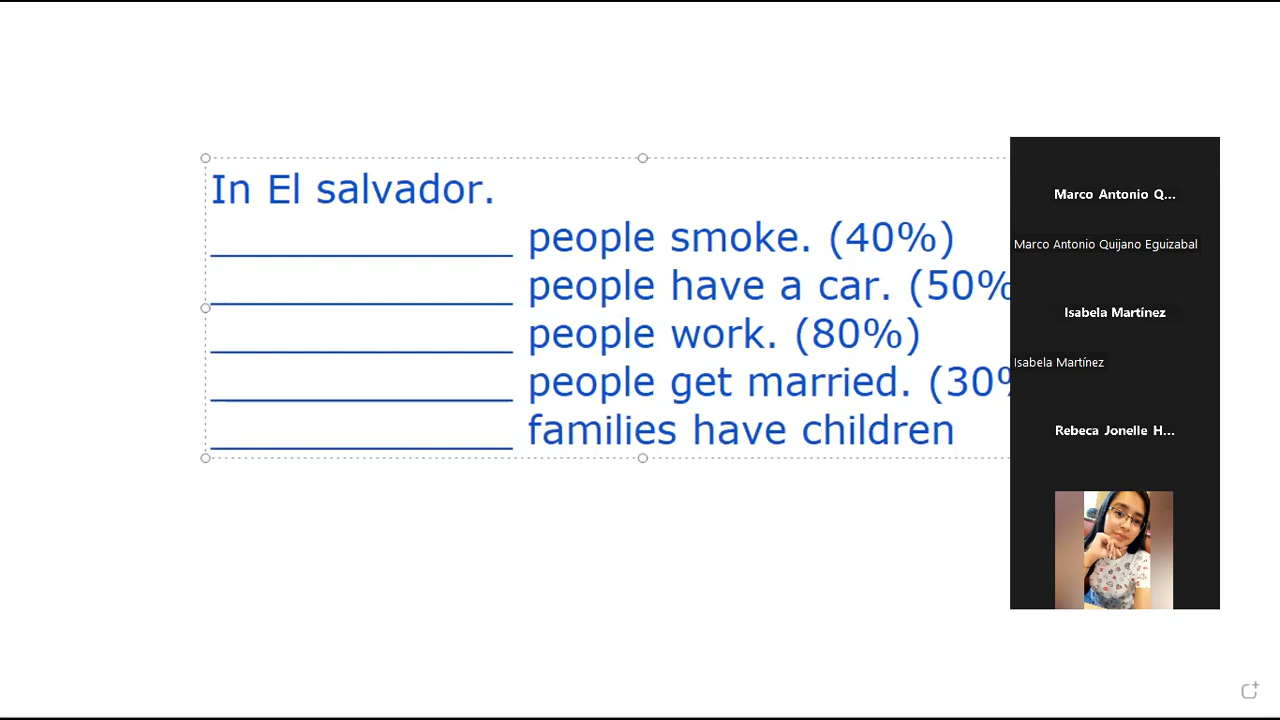 In El salvador.
_______________ people smoke. (40%)
_______________ people have a car. (50%
_______________ people work. (80%)
_______________ people get married. (30%
_______________ families have children
Marco Antonio Q...
Marco Antonio Quijano Eguizabal
Isabela Martínez
Isabela Martínez
Rebeca Jonelle H...